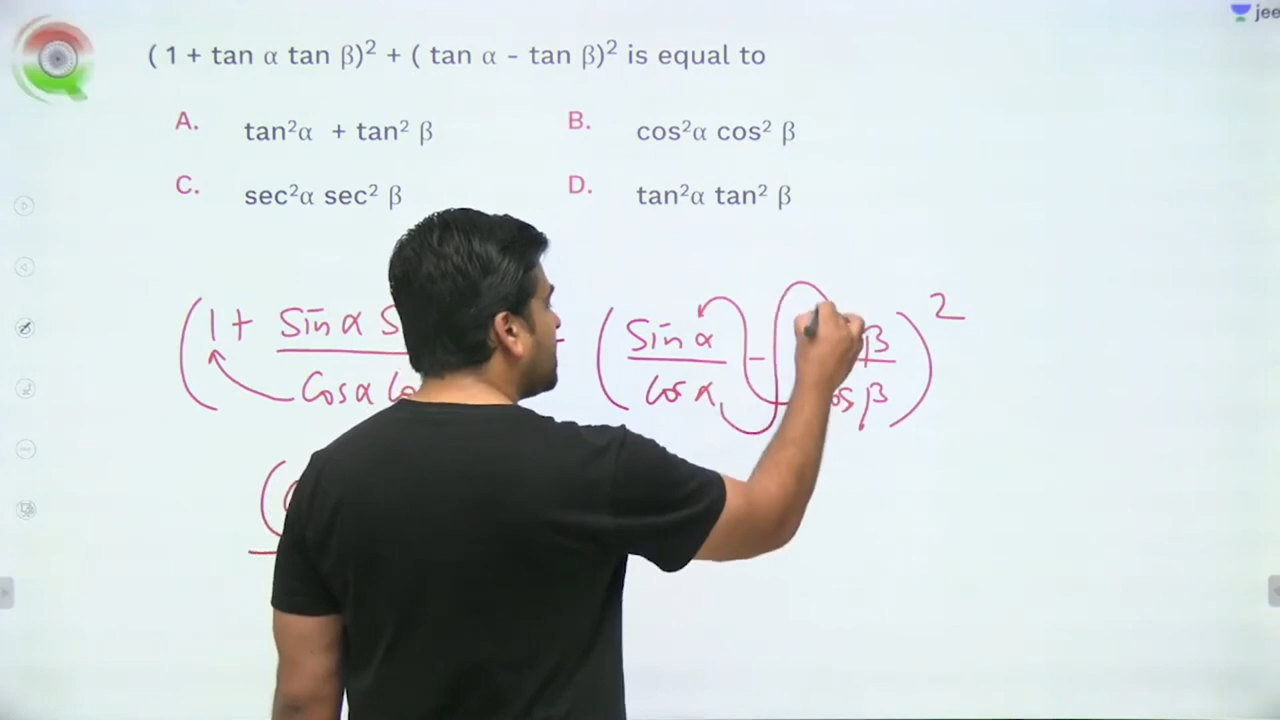 jee
( 1 + tan α tan β)² + ( tan α - tan β)² is equal to
A. tan²α + tan² β B. cos²α cos² β
C. sec²α sec² β D. tan²α tan² β
(1 + sin α / cos α (sin α / cos α - β / cos β)²